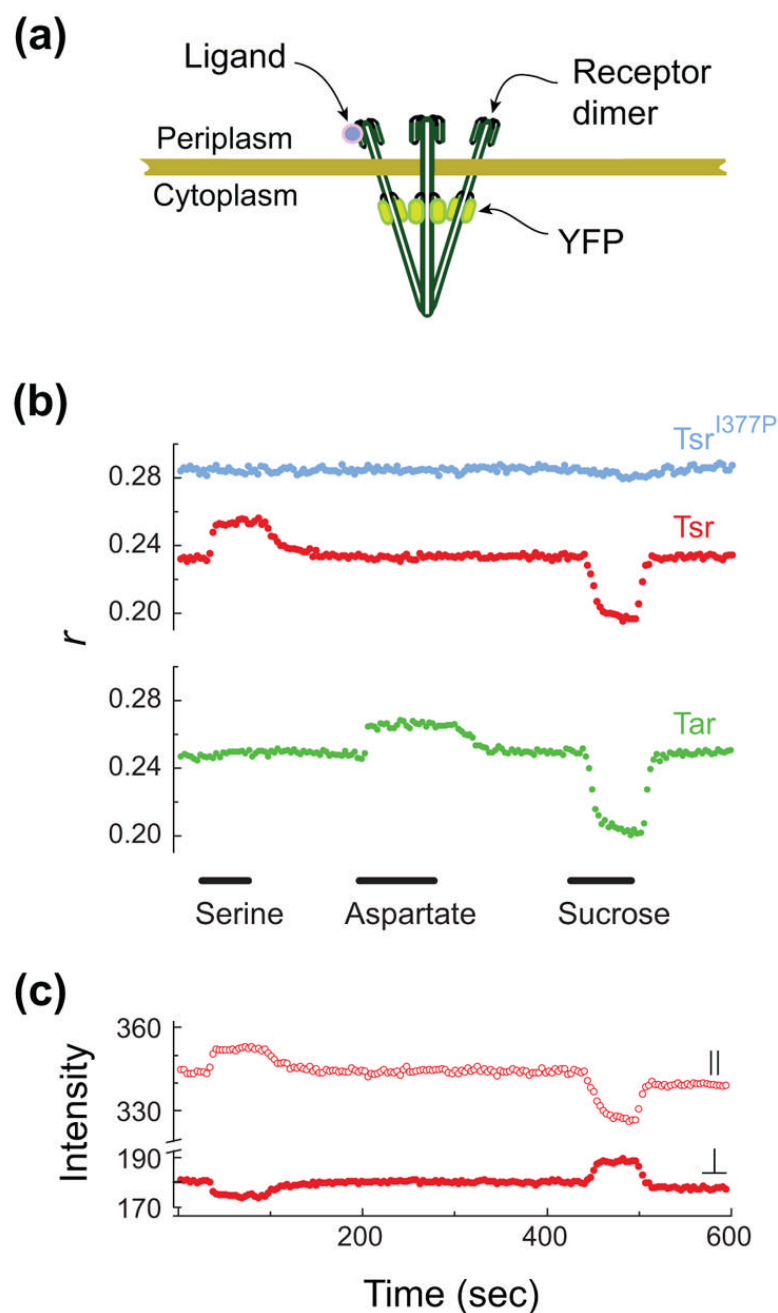 (a)
Ligand
Receptor
dimer
Periplasm
Cytoplasm
YFP
(b)
Tsr^I377P
0.28
Tsr
0.24
0.20
r
0.28
Tar
0.24
0.20
Serine
Aspartate
Sucrose
(c)
360
||
330
Intensity
190
⊥
170
200
400
600
Time (sec)